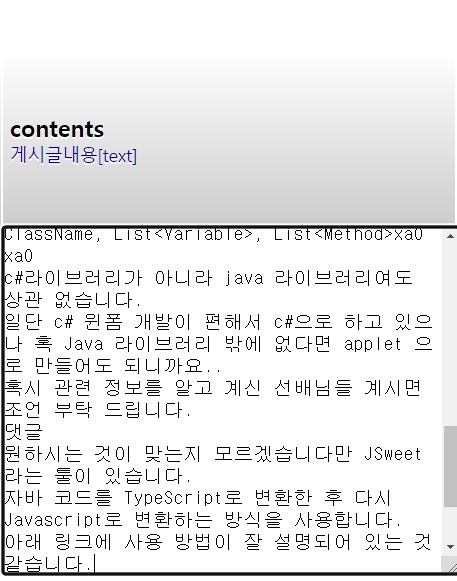 contents
게시글내용[text]
ClassName, List<Variable>, List<Method>xa0
xa0
c#라이브러리가 아니라 java 라이브러리여도
상관 없습니다.
일단 c# 윈폼 개발이 편해서 c#으로 하고 있으
나 혹 Java 라이브러리 밖에 없다면 applet 으
로 만들어도 되니까요..
혹시 관련 정보를 알고 계신 선배님들 계시면
조언 부탁 드립니다.
댓글
원하시는 것이 맞는지 모르겠습니다만 JSweet
라는 툴이 있습니다.
자바 코드를 TypeScript로 변환한 후 다시
Javascript로 변환하는 방식을 사용합니다.
아래 링크에 사용 방법이 잘 설명되어 있는 것
같습니다.